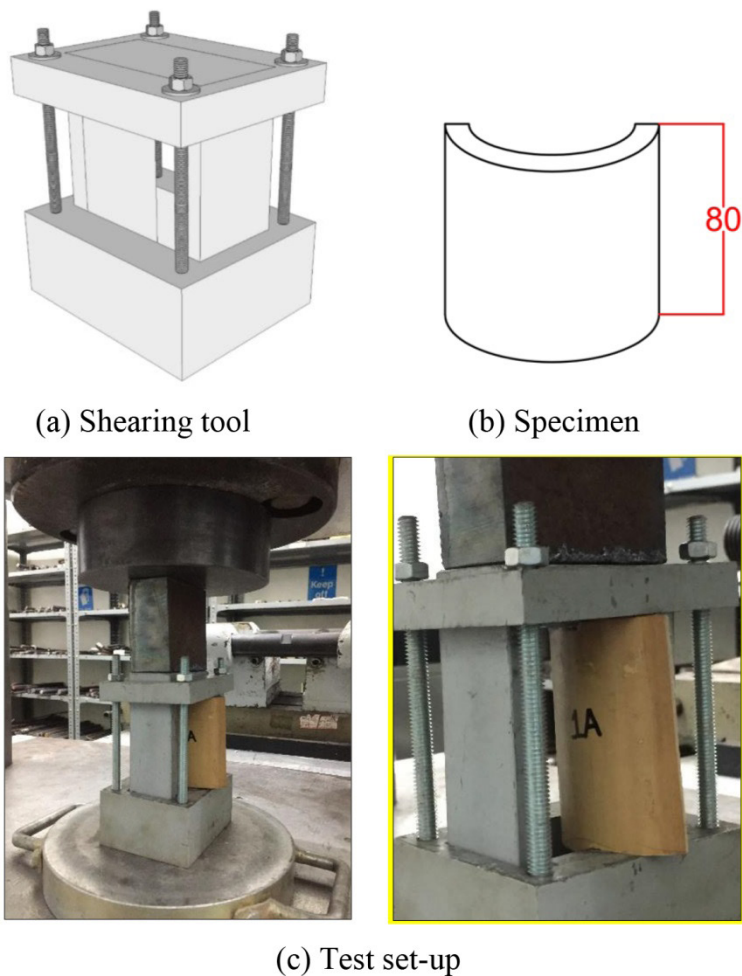 80
(a) Shearing tool
(b) Specimen
!
Keep
off
A
1A
(c) Test set-up